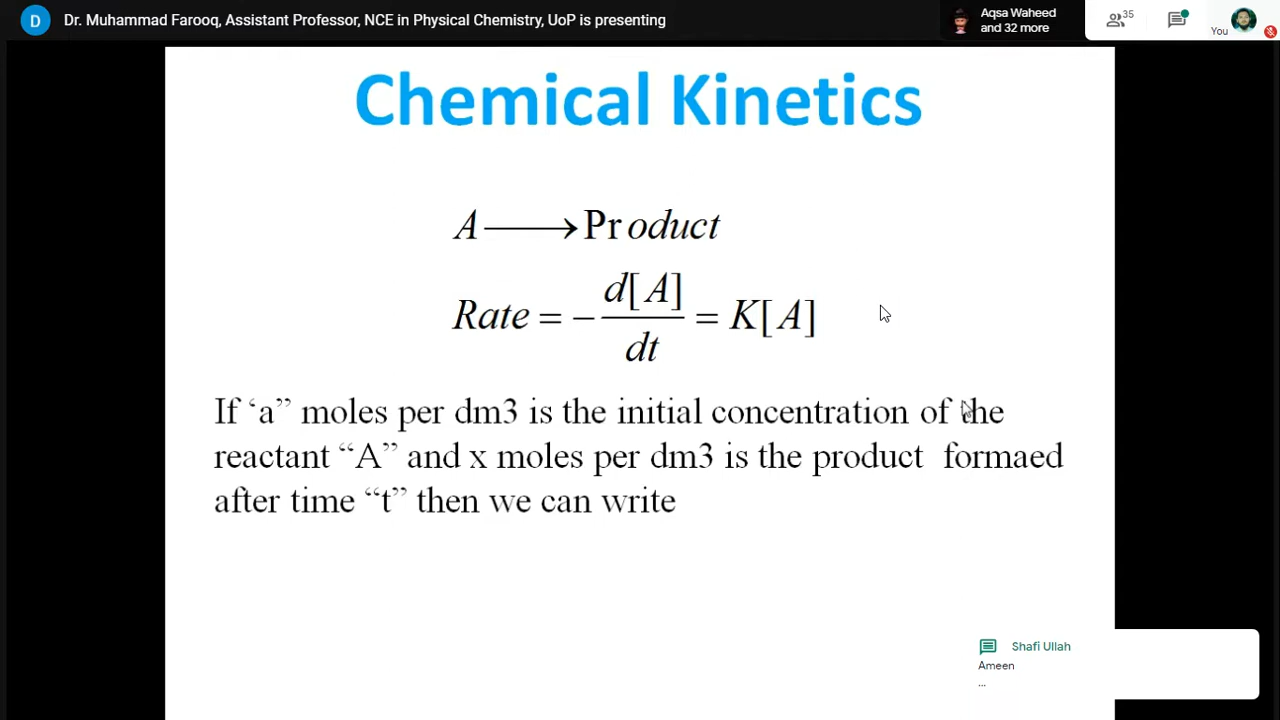 D Dr. Muhammad Farooq, Assistant Professor, NCE in Physical Chemistry, UoP is presenting
Aqsa Waheed
and 32 more
35
You
Chemical Kinetics
A ⟶ Product
Rate = − d[A]/dt = K[A]
If ‘a” moles per dm3 is the initial concentration of the
reactant “A” and x moles per dm3 is the product formaed
after time “t” then we can write
Shafi Ullah
Ameen
...